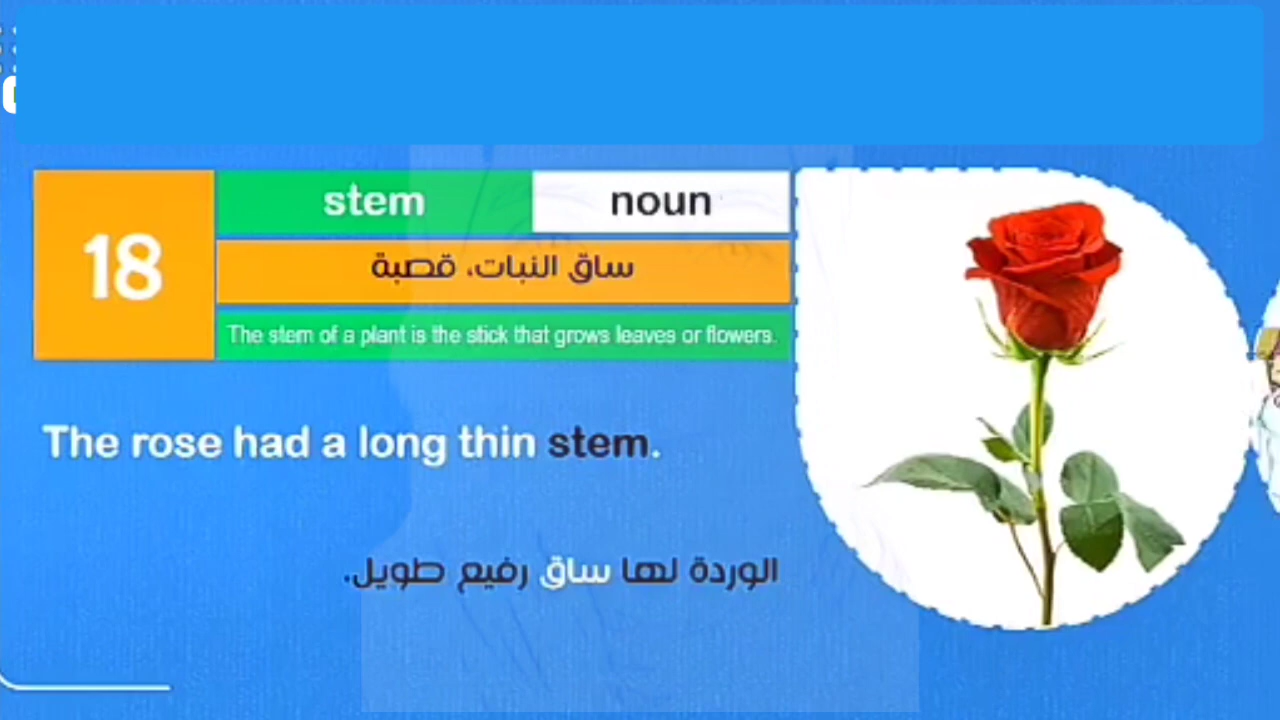 18
stem
noun
ساق النبات، قصبة
The stem of a plant is the stick that grows leaves or flowers.
The rose had a long thin stem.
الوردة لها ساق رفيع طويل.